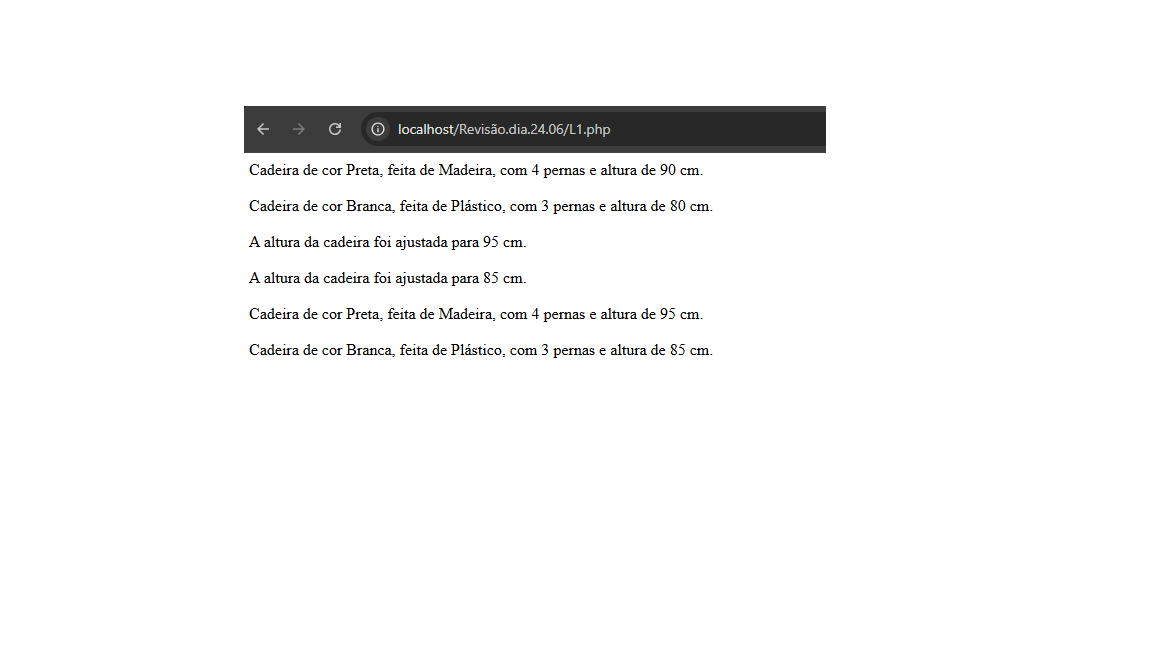 localhost/Revisão.dia.24.06/L1.php
Cadeira de cor Preta, feita de Madeira, com 4 pernas e altura de 90 cm.
Cadeira de cor Branca, feita de Plástico, com 3 pernas e altura de 80 cm.
A altura da cadeira foi ajustada para 95 cm.
A altura da cadeira foi ajustada para 85 cm.
Cadeira de cor Preta, feita de Madeira, com 4 pernas e altura de 95 cm.
Cadeira de cor Branca, feita de Plástico, com 3 pernas e altura de 85 cm.